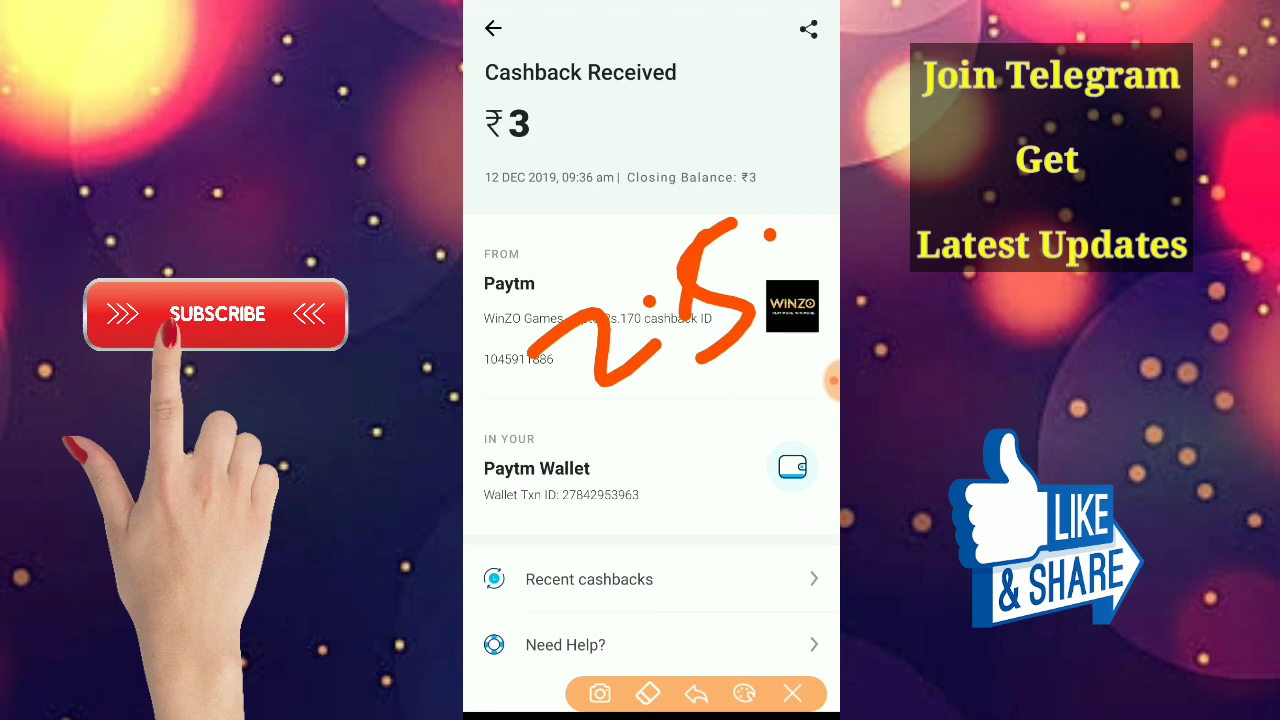 Cashback Received
₹3
12 DEC 2019, 09:36 am | Closing Balance: ₹3
FROM
Paytm
WinZO Games Rs.170 cashback ID
1045911886
WINZO
IN YOUR
Paytm Wallet
Wallet Txn ID: 27842953963
Recent cashbacks
Need Help?
SUBSCRIBE
Join Telegram
Get
Latest Updates
LIKE
& SHARE